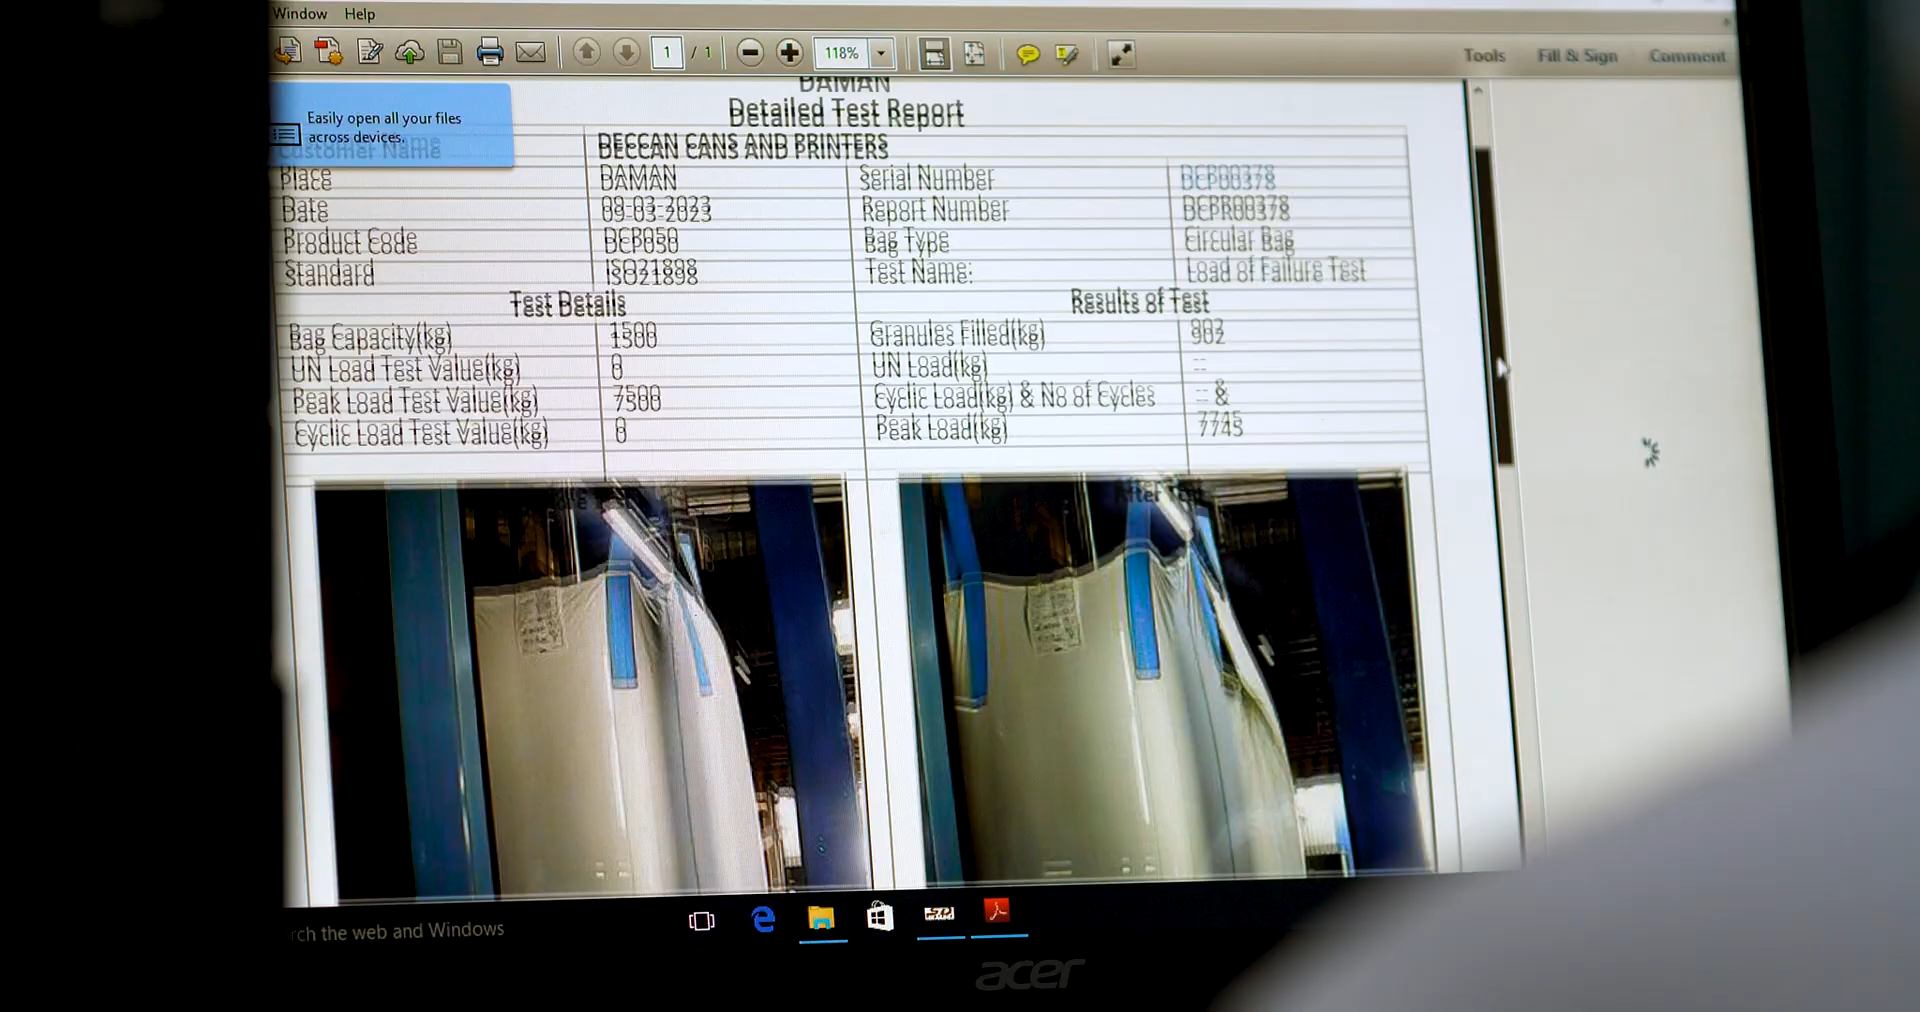 Window Help
1 / 1 118% Tools Fill & Sign Comment
Easily open all your files
across devices.
DAMAN
Detailed Test Report
Customer Name DECCAN CANS AND PRINTERS
Place DAMAN Serial Number DCP00378
Date 09-03-2023 Report Number DCPR00378
Product Code DCP050 Bag Type Circular Bag
Standard ISO21898 Test Name: Load of Failure Test
Test Details Results of Test
Bag Capacity(kg) 1500 Granules Filled(kg) 902
UN Load Test Value(kg) 0 UN Load(kg) --
Peak Load Test Value(kg) 7500 Cyclic Load(kg) & No of Cycles -- &
Cyclic Load Test Value(kg) 0 Peak Load(kg) 7745
After Test
rch the web and Windows
acer